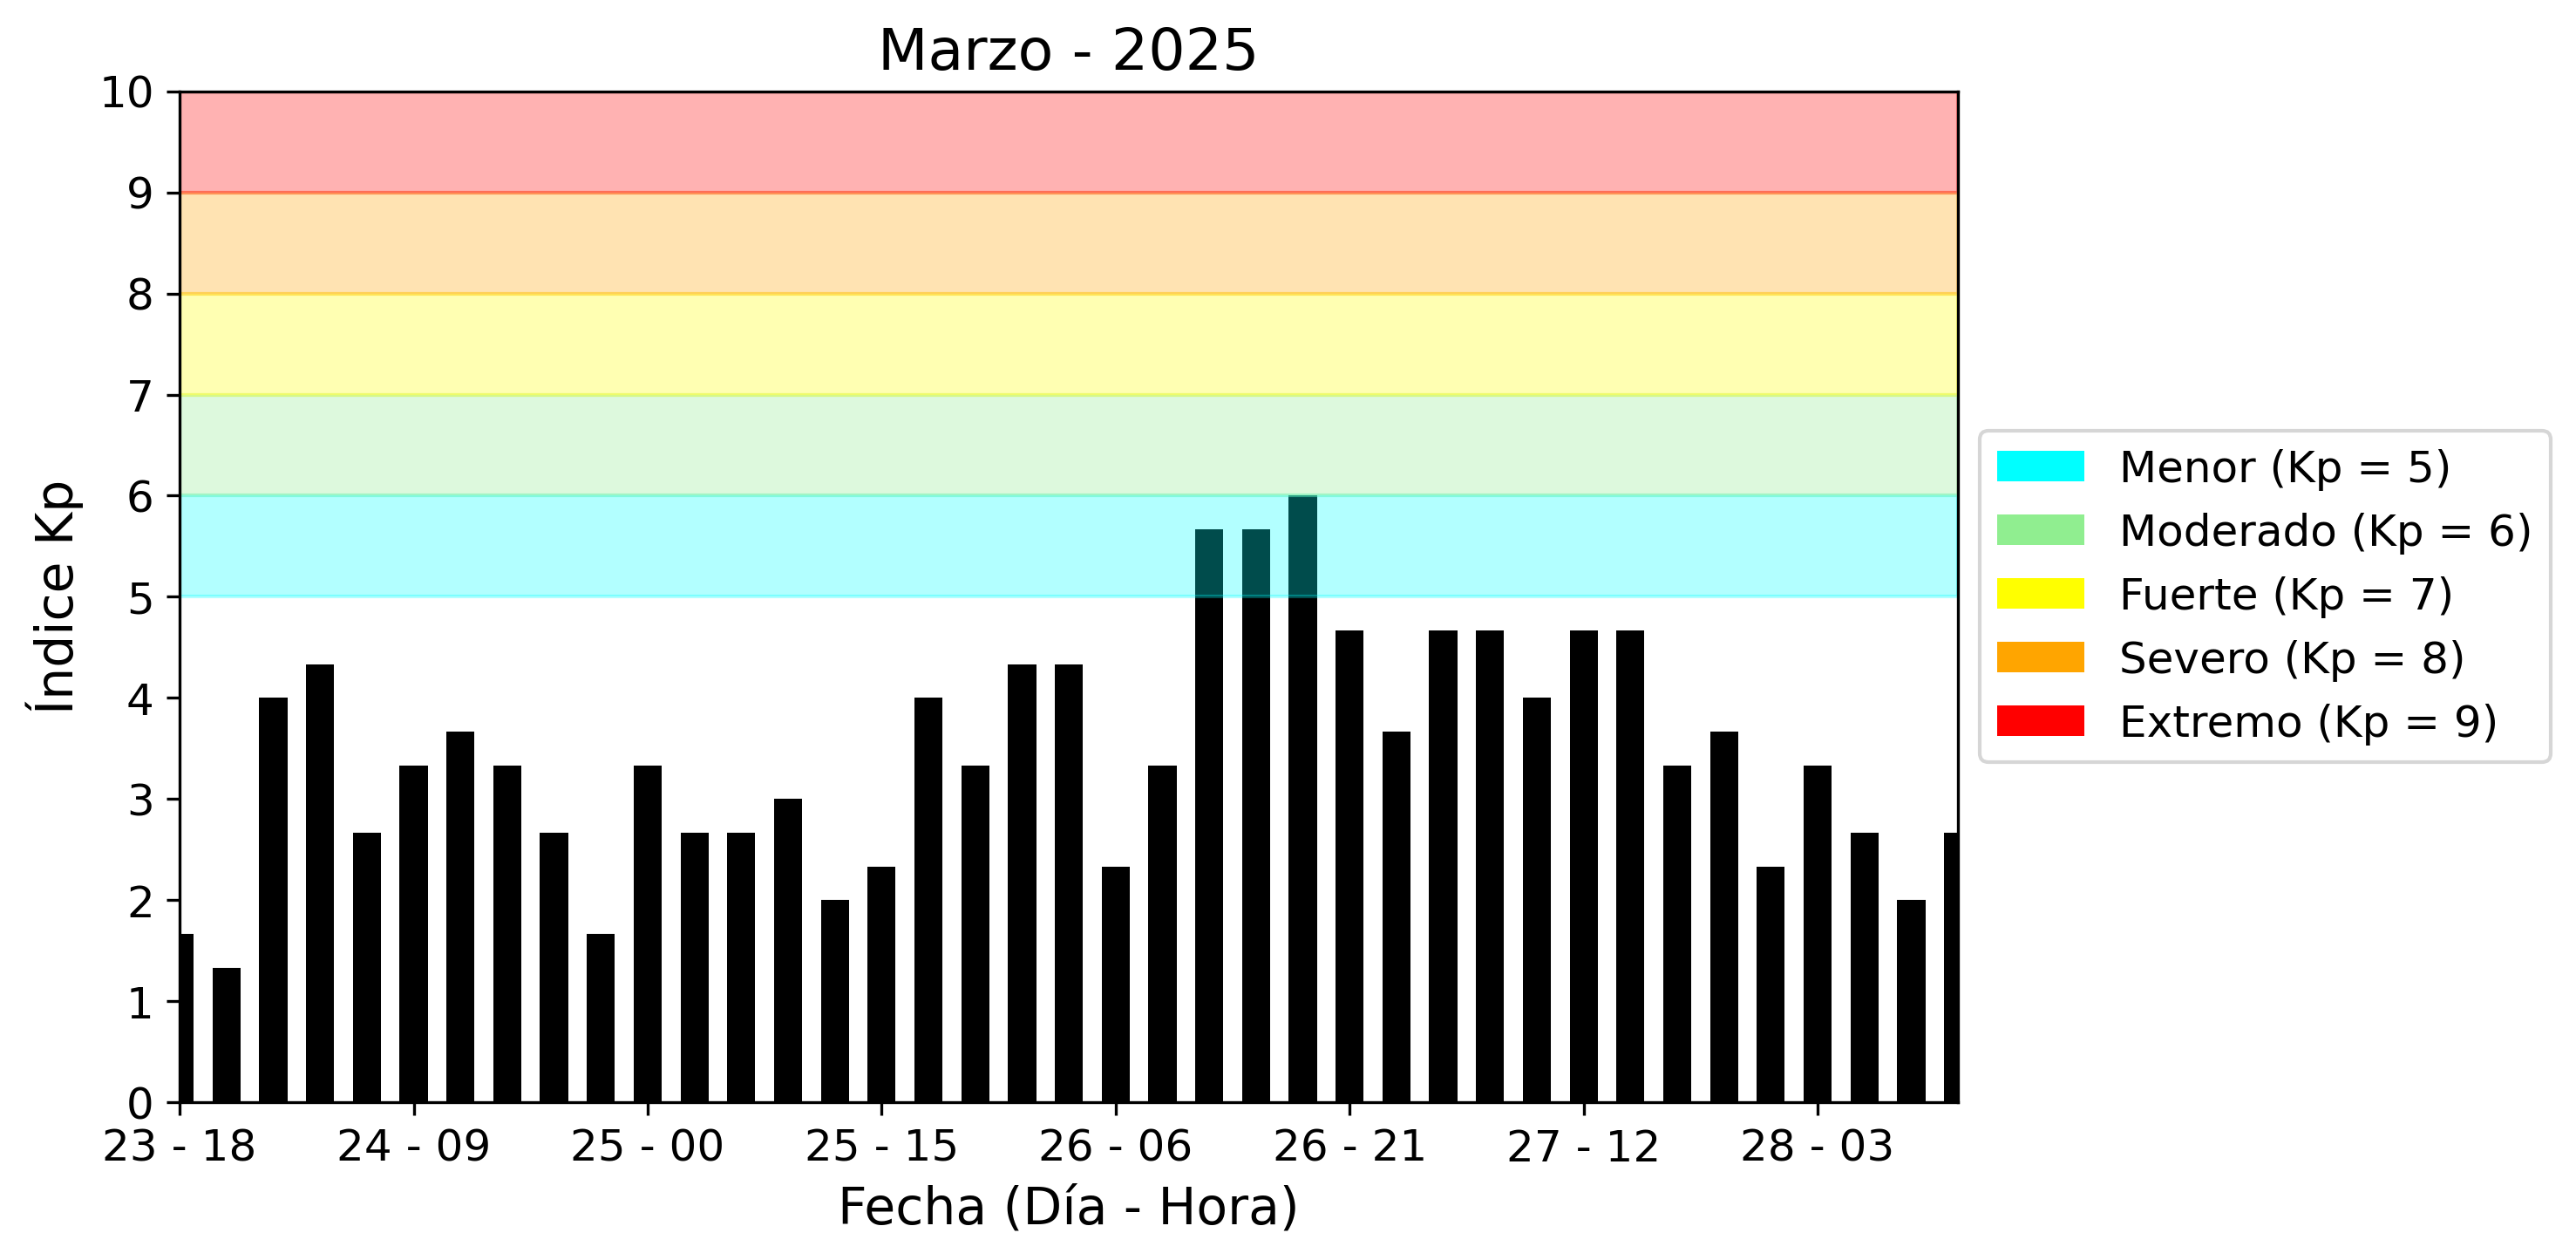 Marzo - 2025
10
9
8
7
6
5
4
3
2
1
0
Índice Kp
23 - 18
24 - 09
25 - 00
25 - 15
26 - 06
26 - 21
27 - 12
28 - 03
Fecha (Día - Hora)
Menor (Kp = 5)
Moderado (Kp = 6)
Fuerte (Kp = 7)
Severo (Kp = 8)
Extremo (Kp = 9)